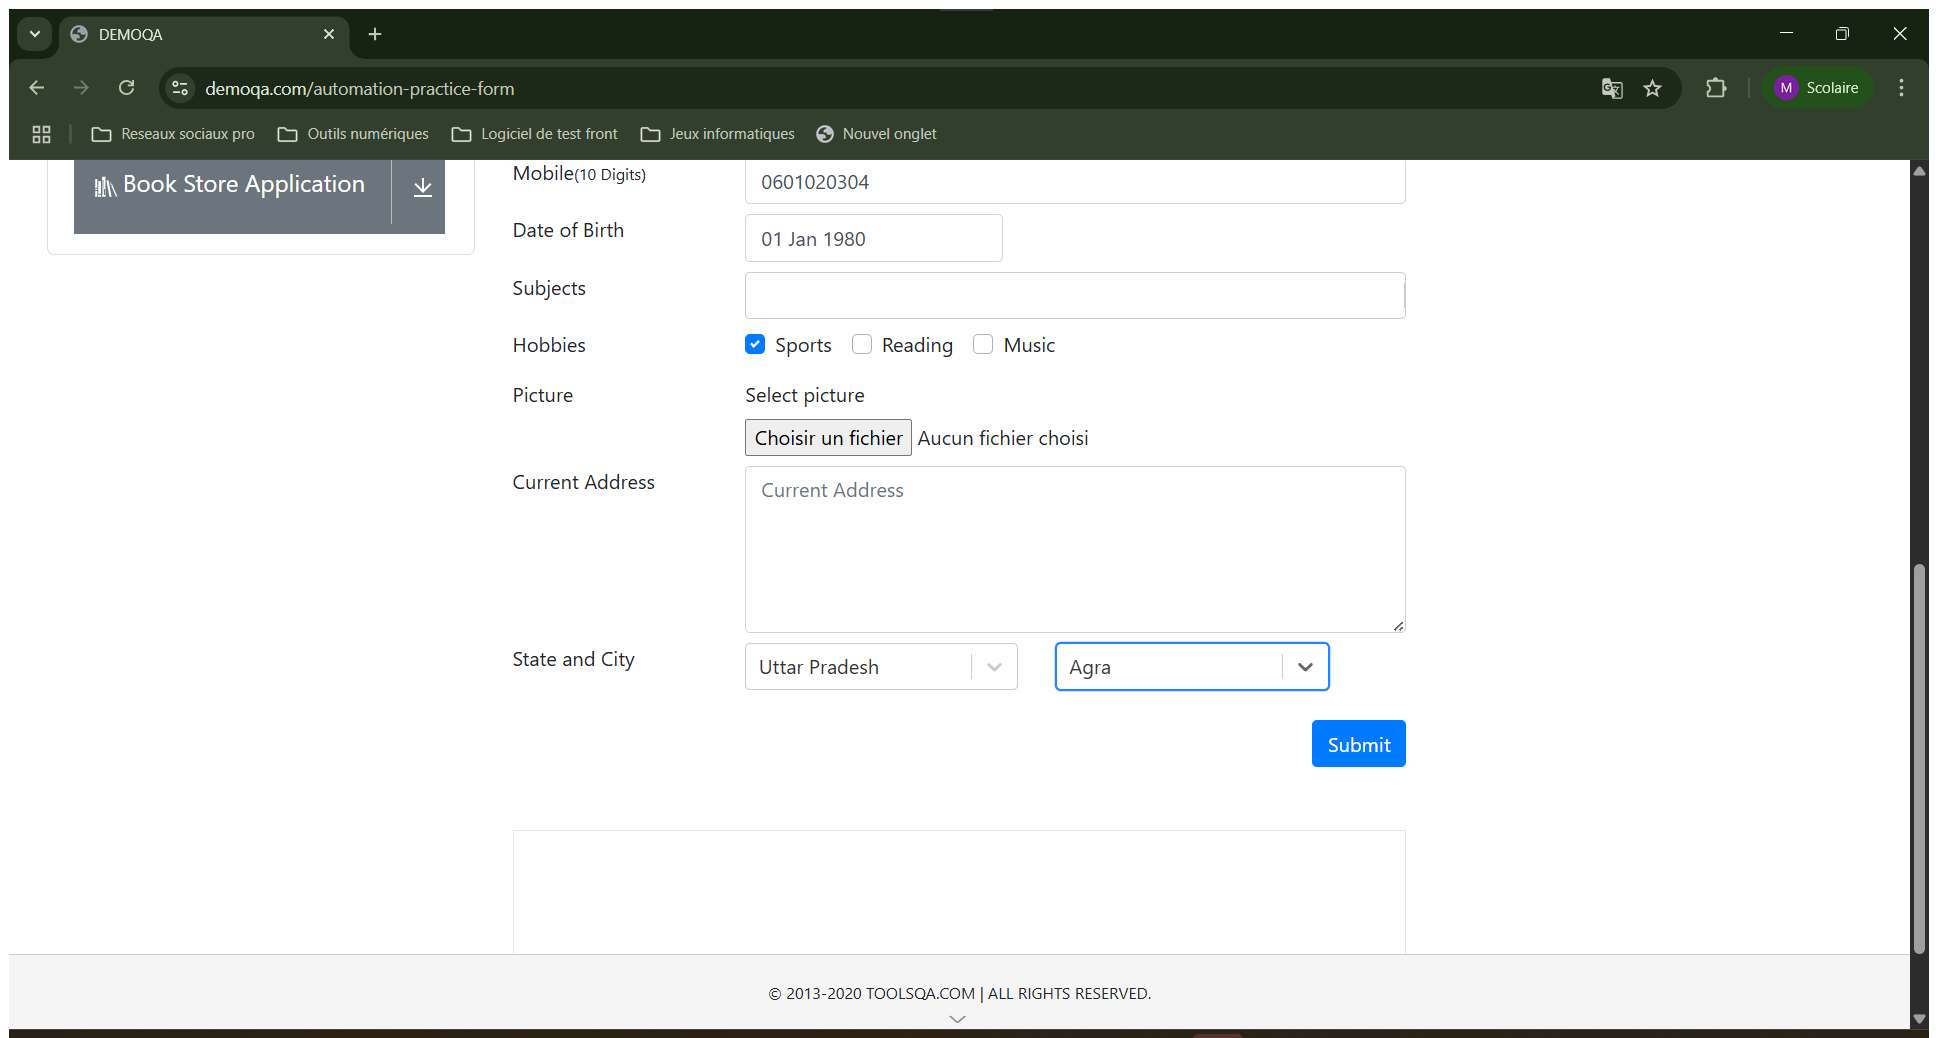 DEMOQA
demoqa.com/automation-practice-form
M Scolaire
Reseaux sociaux pro
Outils numériques
Logiciel de test front
Jeux informatiques
Nouvel onglet
Book Store Application
Mobile(10 Digits)
0601020304
Date of Birth
01 Jan 1980
Subjects
Hobbies
Sports
Reading
Music
Picture
Select picture
Choisir un fichier Aucun fichier choisi
Current Address
Current Address
State and City
Uttar Pradesh
Agra
Submit
© 2013-2020 TOOLSQA.COM | ALL RIGHTS RESERVED.